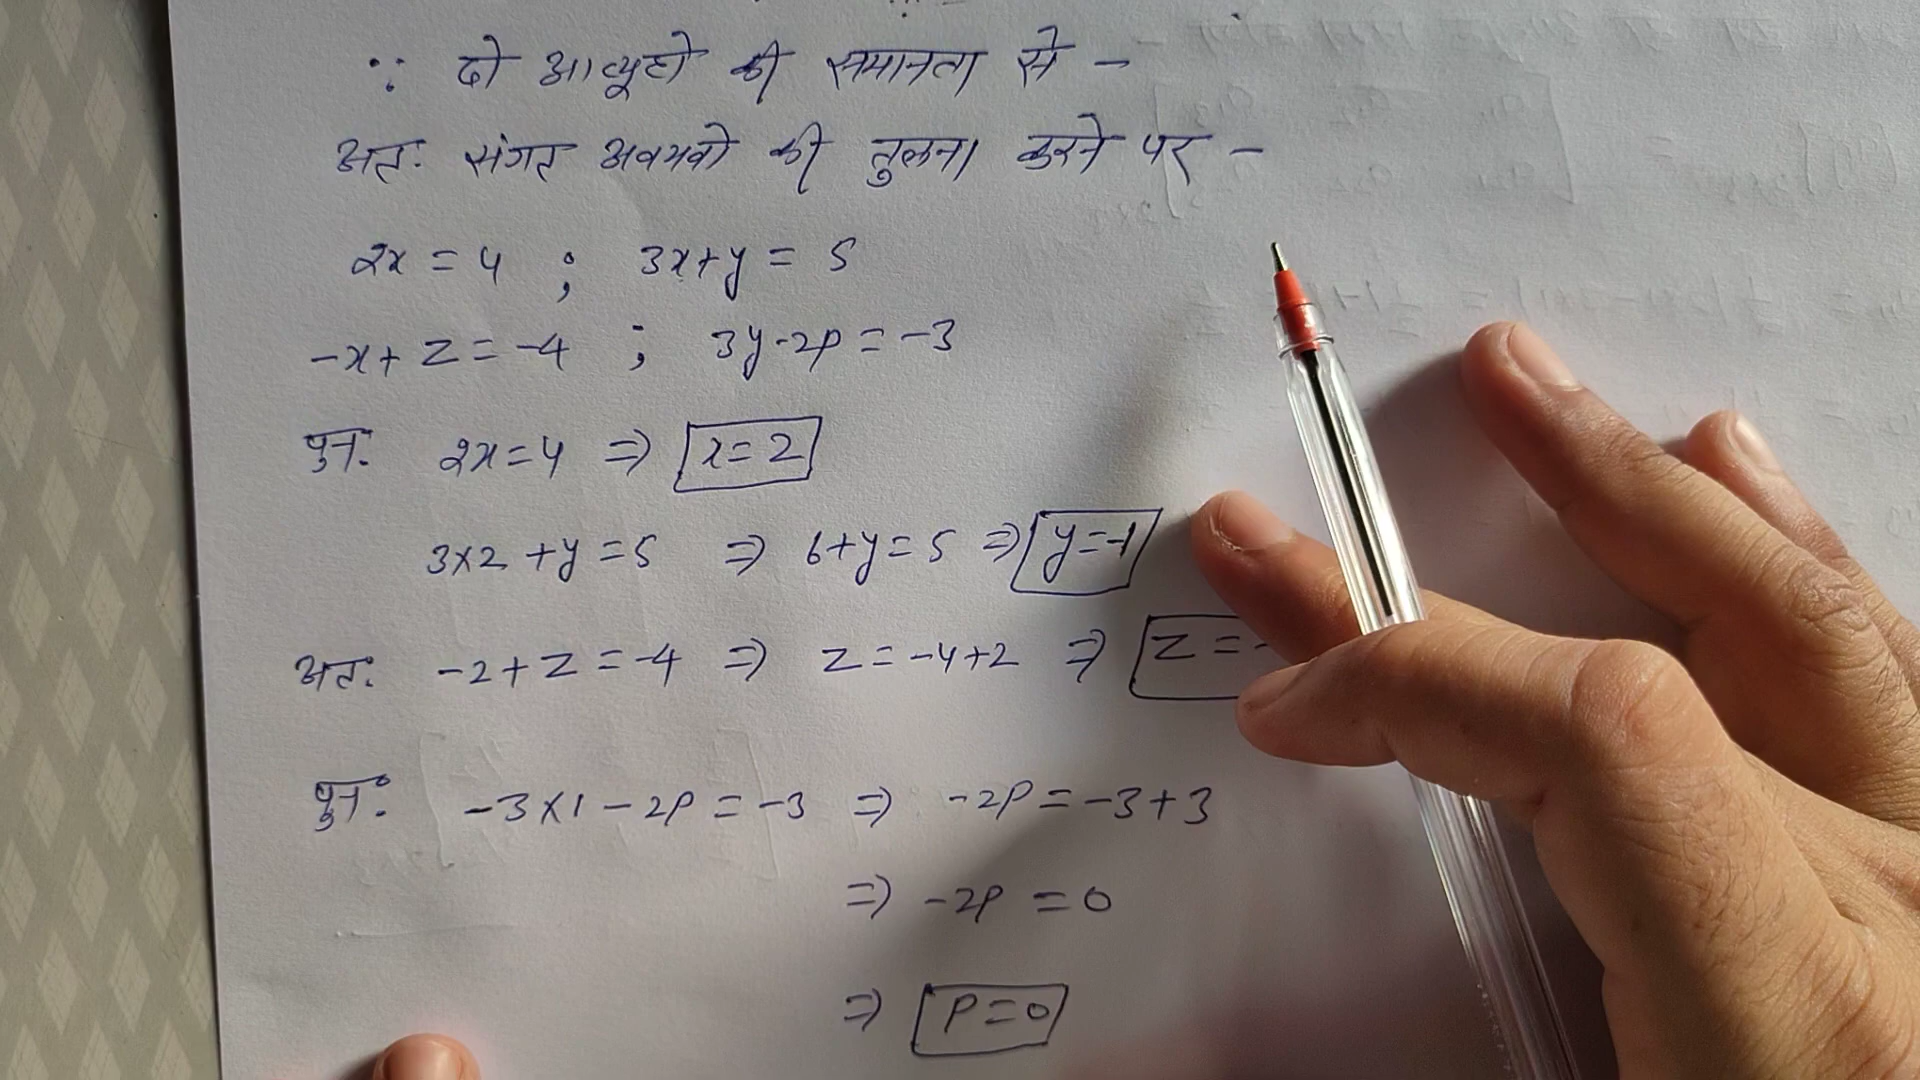 ∵ दो आव्यूहो की समानता से -
अत: संगत अवयवो की तुलना करने पर -
2x = 4 ; 3x+y = 5
-x+z = -4 ; 3y-2p = -3
पुन: 2x=4 ⇒ x=2
3×2+y=5 ⇒ 6+y=5 ⇒ y=-1
अत: -2+z=-4 ⇒ z=-4+2 ⇒ z=-
पुन: -3×1-2p=-3 ⇒ -2p=-3+3
⇒ -2p = 0
⇒ p=0